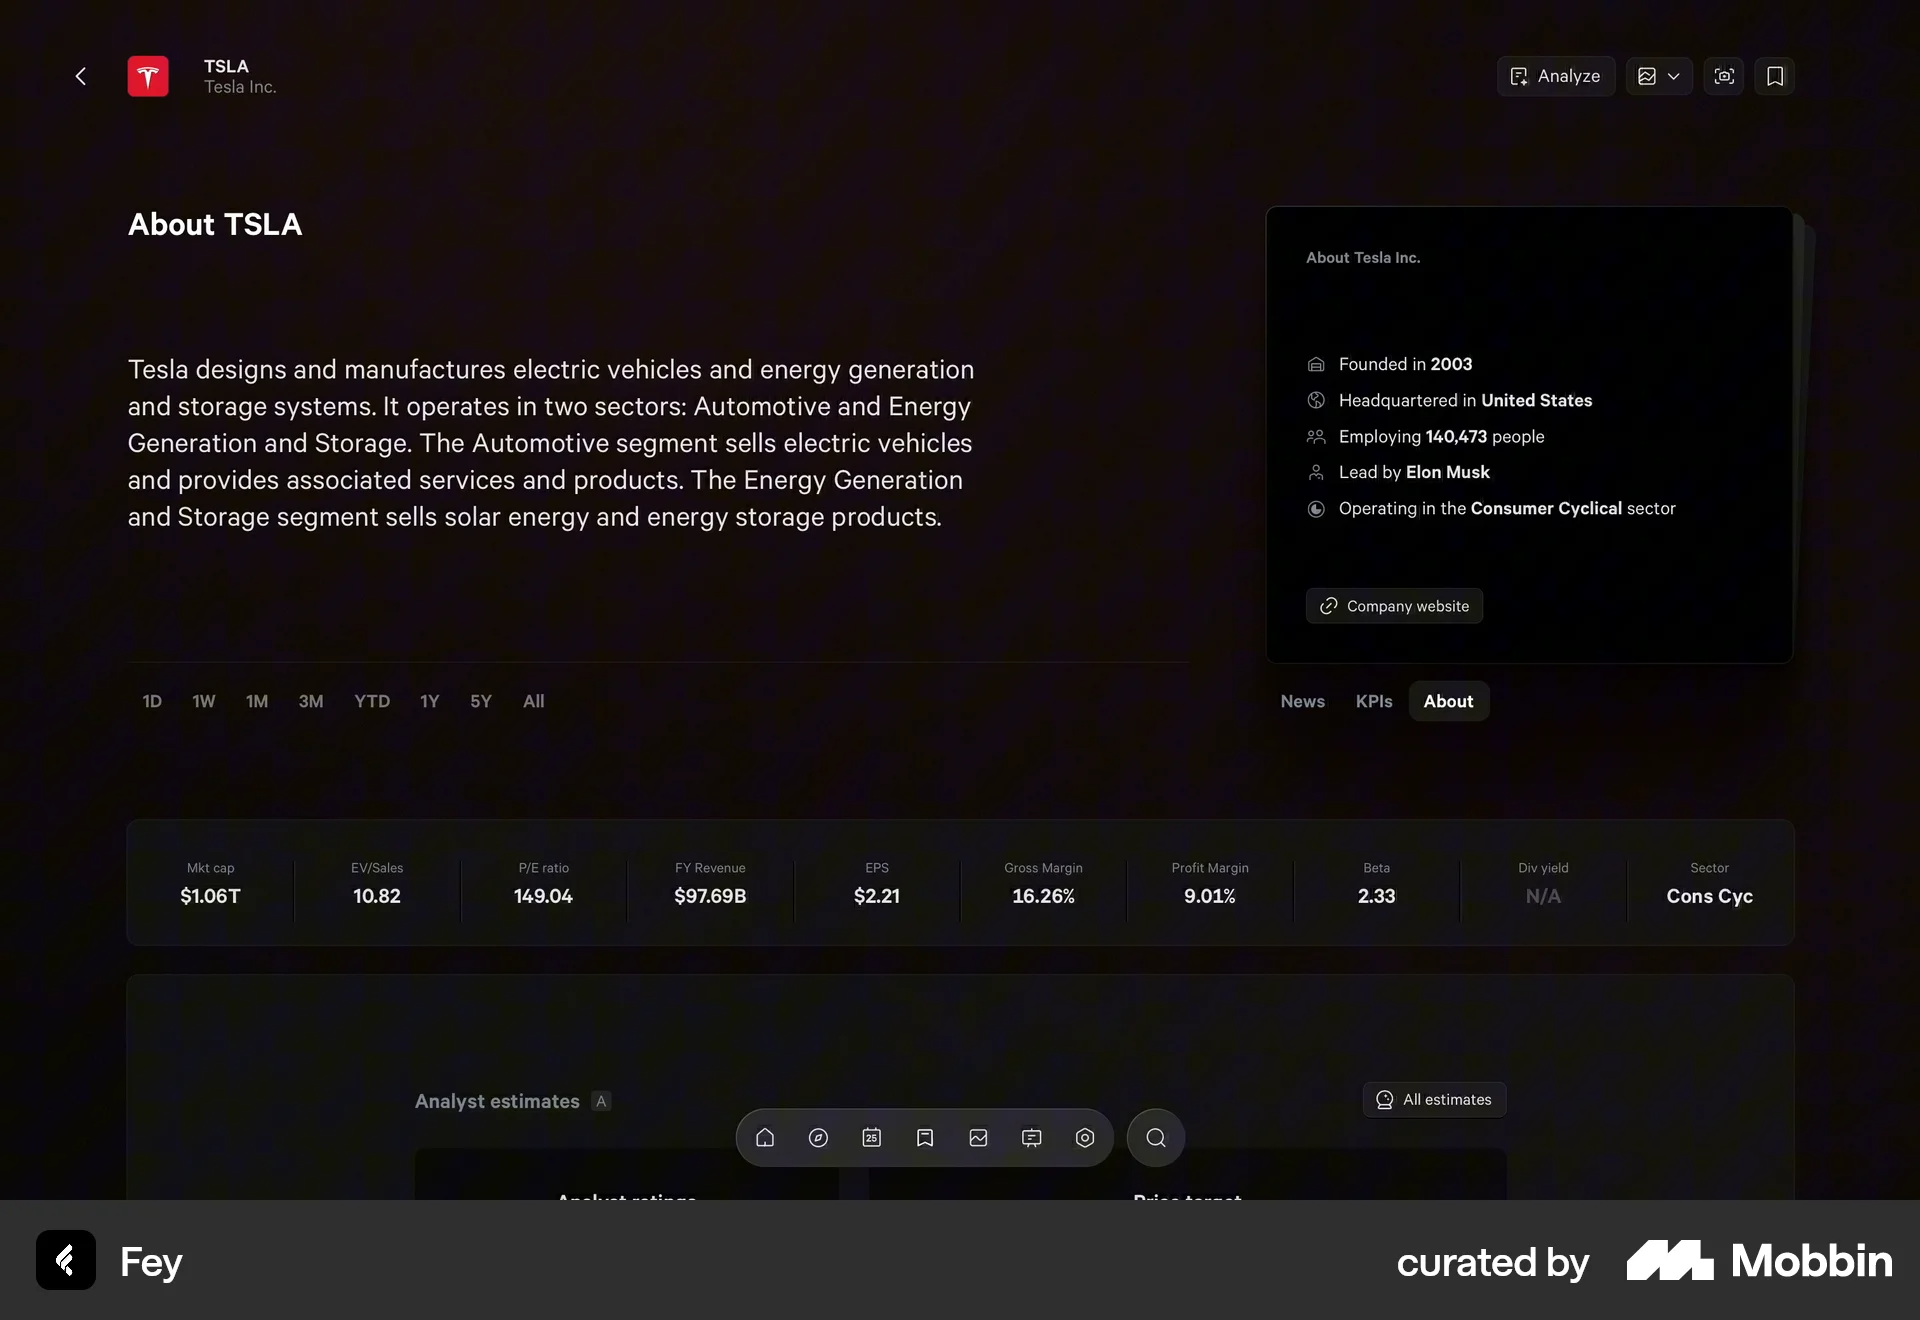 TSLA
Tesla Inc.
Analyze
About TSLA
Tesla designs and manufactures electric vehicles and energy generation
and storage systems. It operates in two sectors: Automotive and Energy
Generation and Storage. The Automotive segment sells electric vehicles
and provides associated services and products. The Energy Generation
and Storage segment sells solar energy and energy storage products.
About Tesla Inc.
Founded in 2003
Headquartered in United States
Employing 140,473 people
Lead by Elon Musk
Operating in the Consumer Cyclical sector
Company website
1D 1W 1M 3M YTD 1Y 5Y All
News KPIs About
Mkt cap EV/Sales P/E ratio FY Revenue EPS Gross Margin Profit Margin Beta Div yield Sector
$1.06T 10.82 149.04 $97.69B $2.21 16.26% 9.01% 2.33 N/A Cons Cyc
Analyst estimates A
All estimates
25
Analyst ratings
Price target
Fey
curated by Mobbin